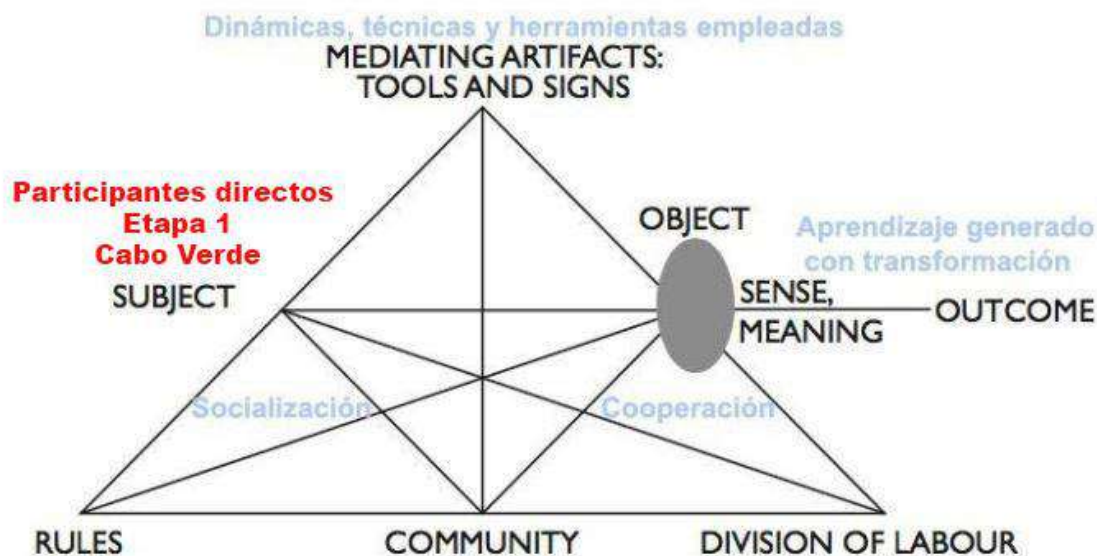 Dinámicas, técnicas y herramientas empleadas
MEDIATING ARTIFACTS:
TOOLS AND SIGNS
Participantes directos
Etapa 1
Cabo Verde
SUBJECT
OBJECT
Aprendizaje generado
con transformación
SENSE,
MEANING
OUTCOME
Socialización
Cooperación
RULES
COMMUNITY
DIVISION OF LABOUR